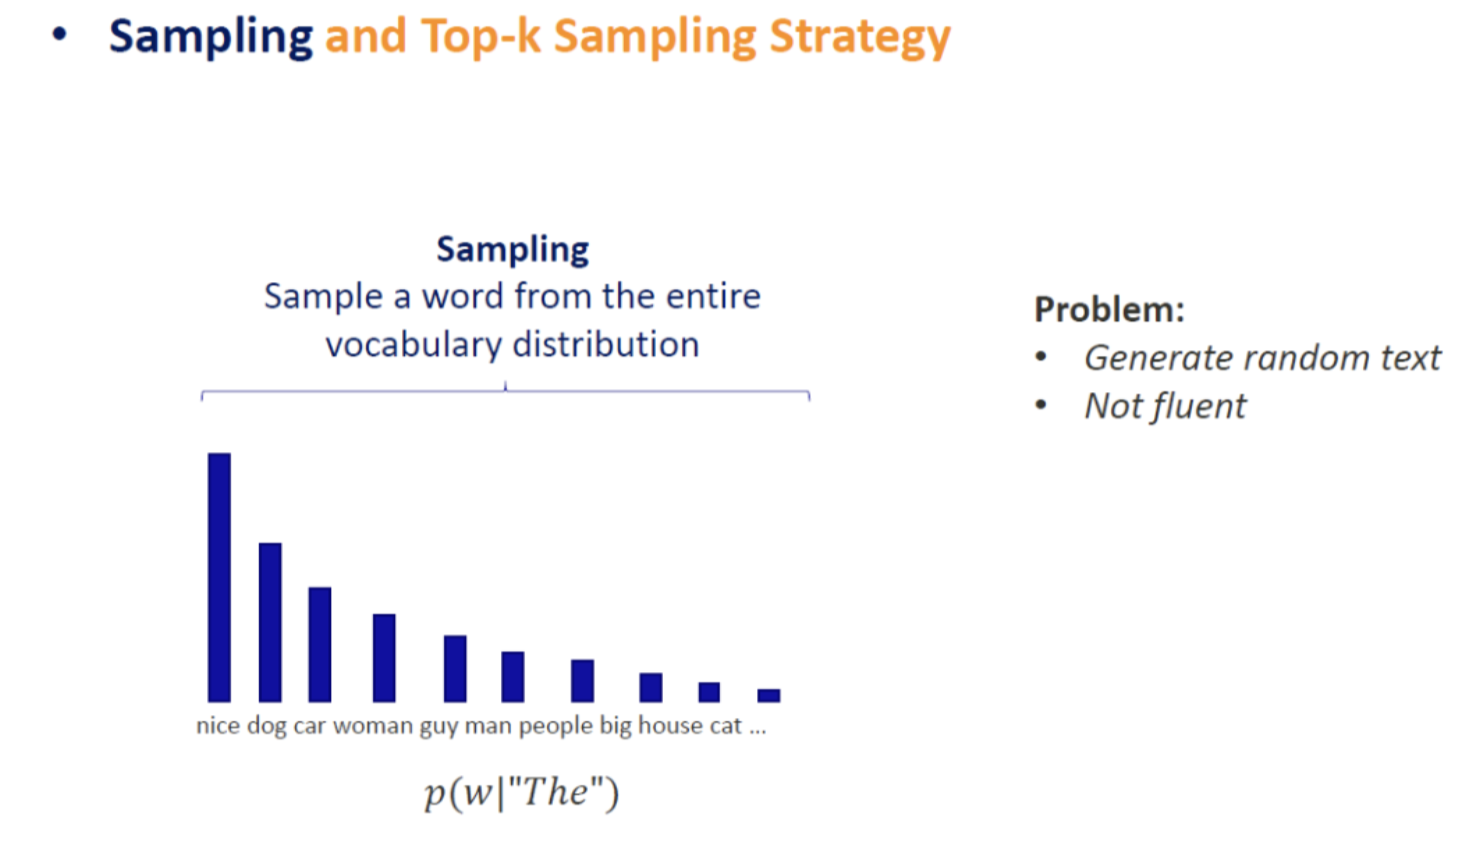 • Sampling and Top-k Sampling Strategy
Sampling
Sample a word from the entire
vocabulary distribution
Problem:
• Generate random text
• Not fluent
nice dog car woman guy man people big house cat ...
p(w|"The")